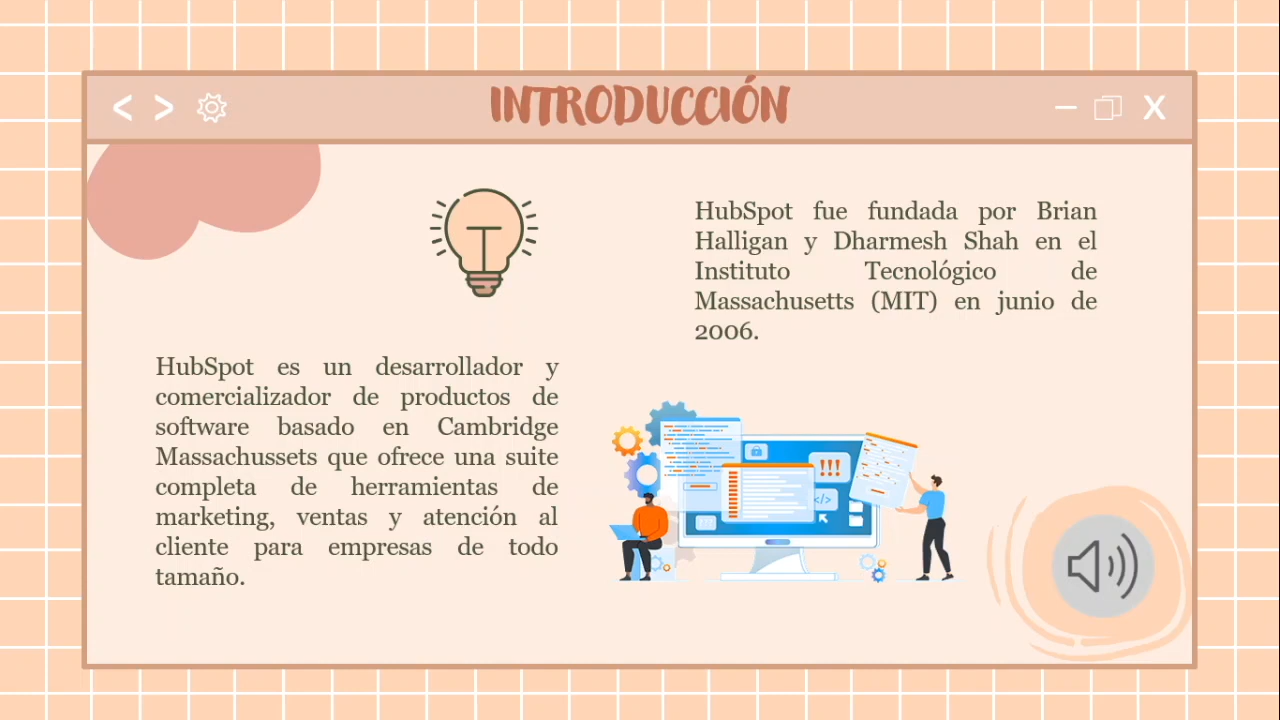 INTRODUCCIÓN
HubSpot fue fundada por Brian
Halligan y Dharmesh Shah en el
Instituto Tecnológico de
Massachusetts (MIT) en junio de
2006.
HubSpot es un desarrollador y
comercializador de productos de
software basado en Cambridge
Massachussets que ofrece una suite
completa de herramientas de
marketing, ventas y atención al
cliente para empresas de todo
tamaño.
!!!
</>